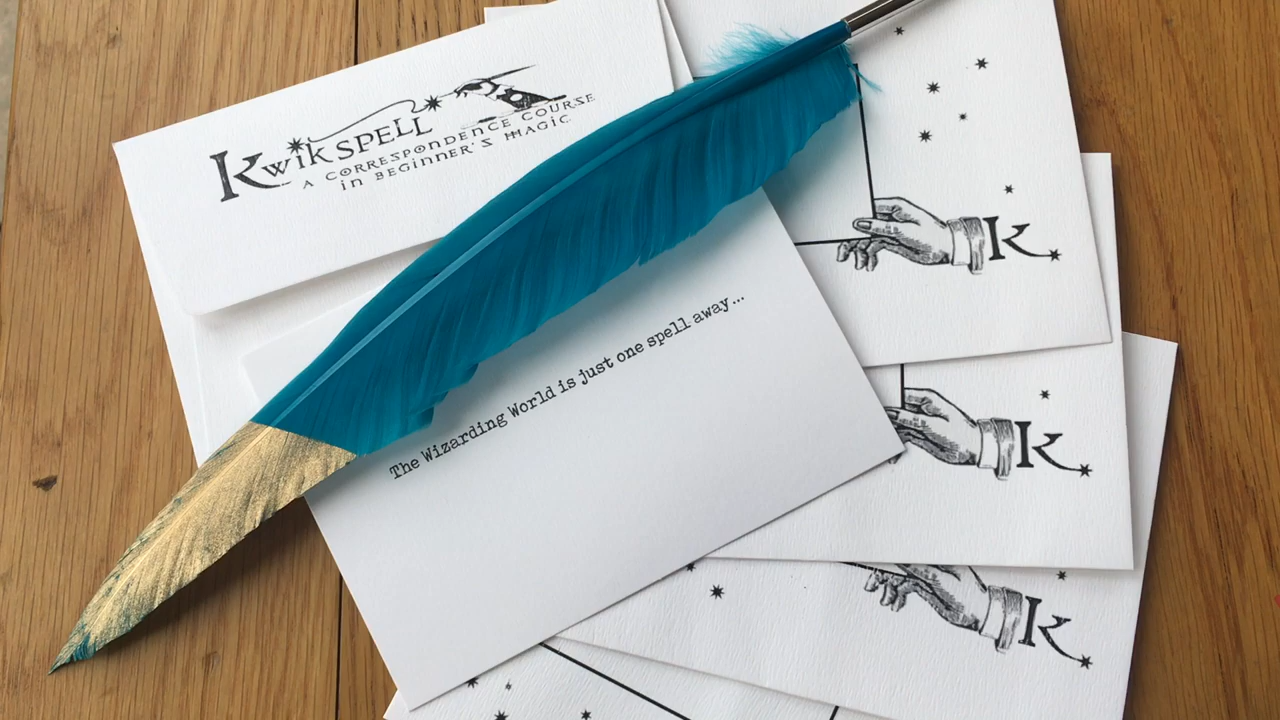 KwikSPELL
A CORRESPONDENCE COURSE
in BEGINNER'S MAGIC
The Wizarding World is just one spell away...
K
K
K